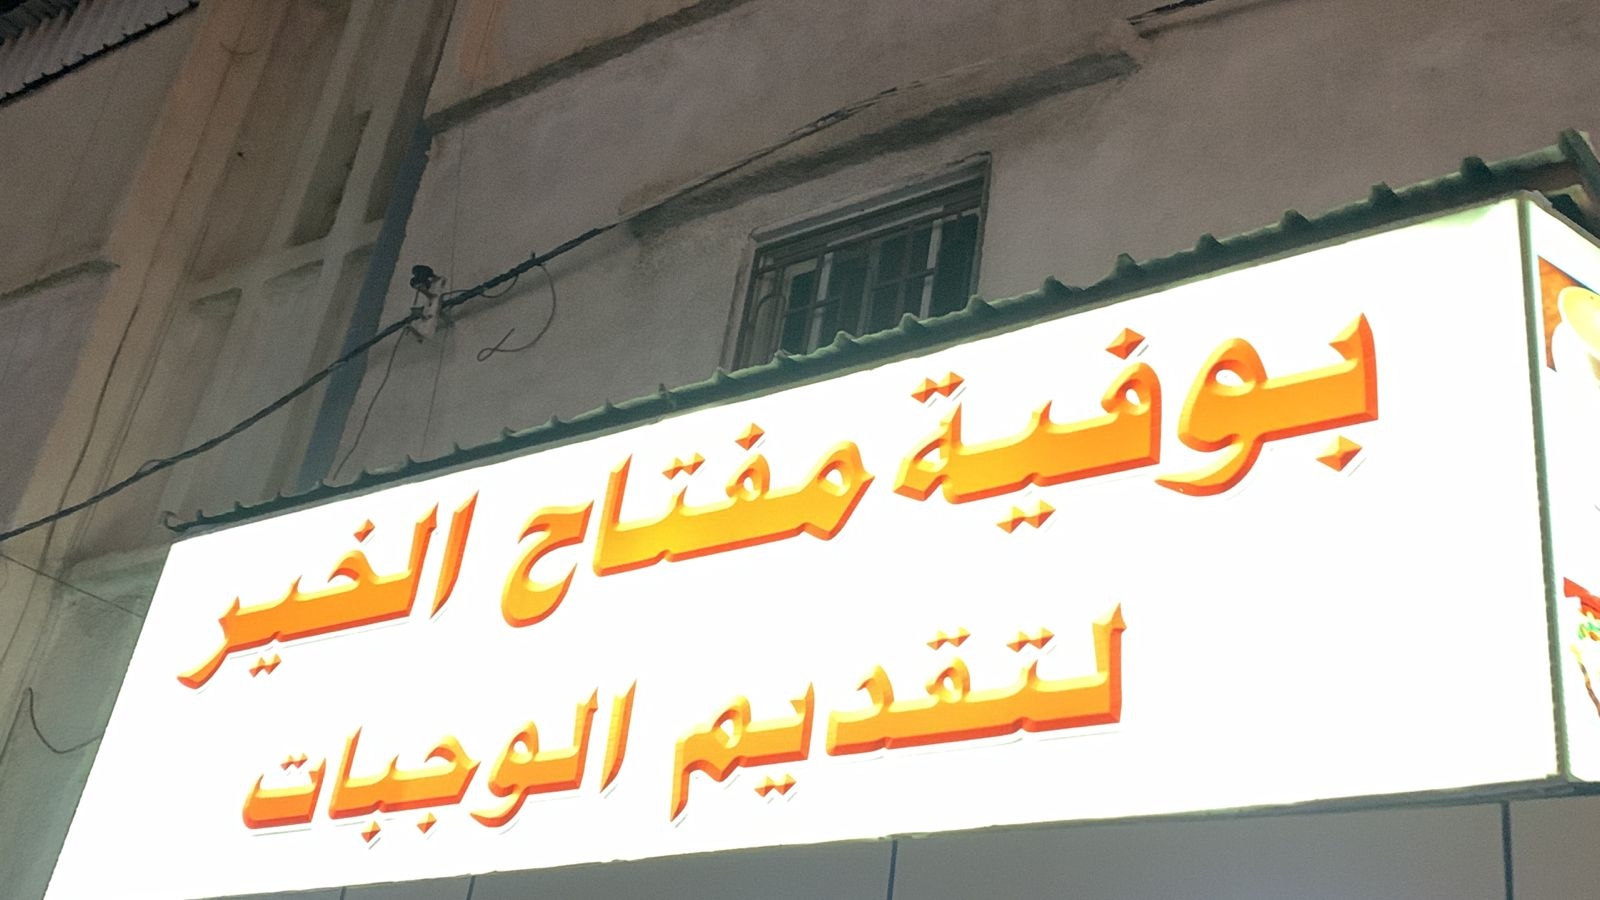 بوفية مفتاح الخير
لتقديم الوجبات